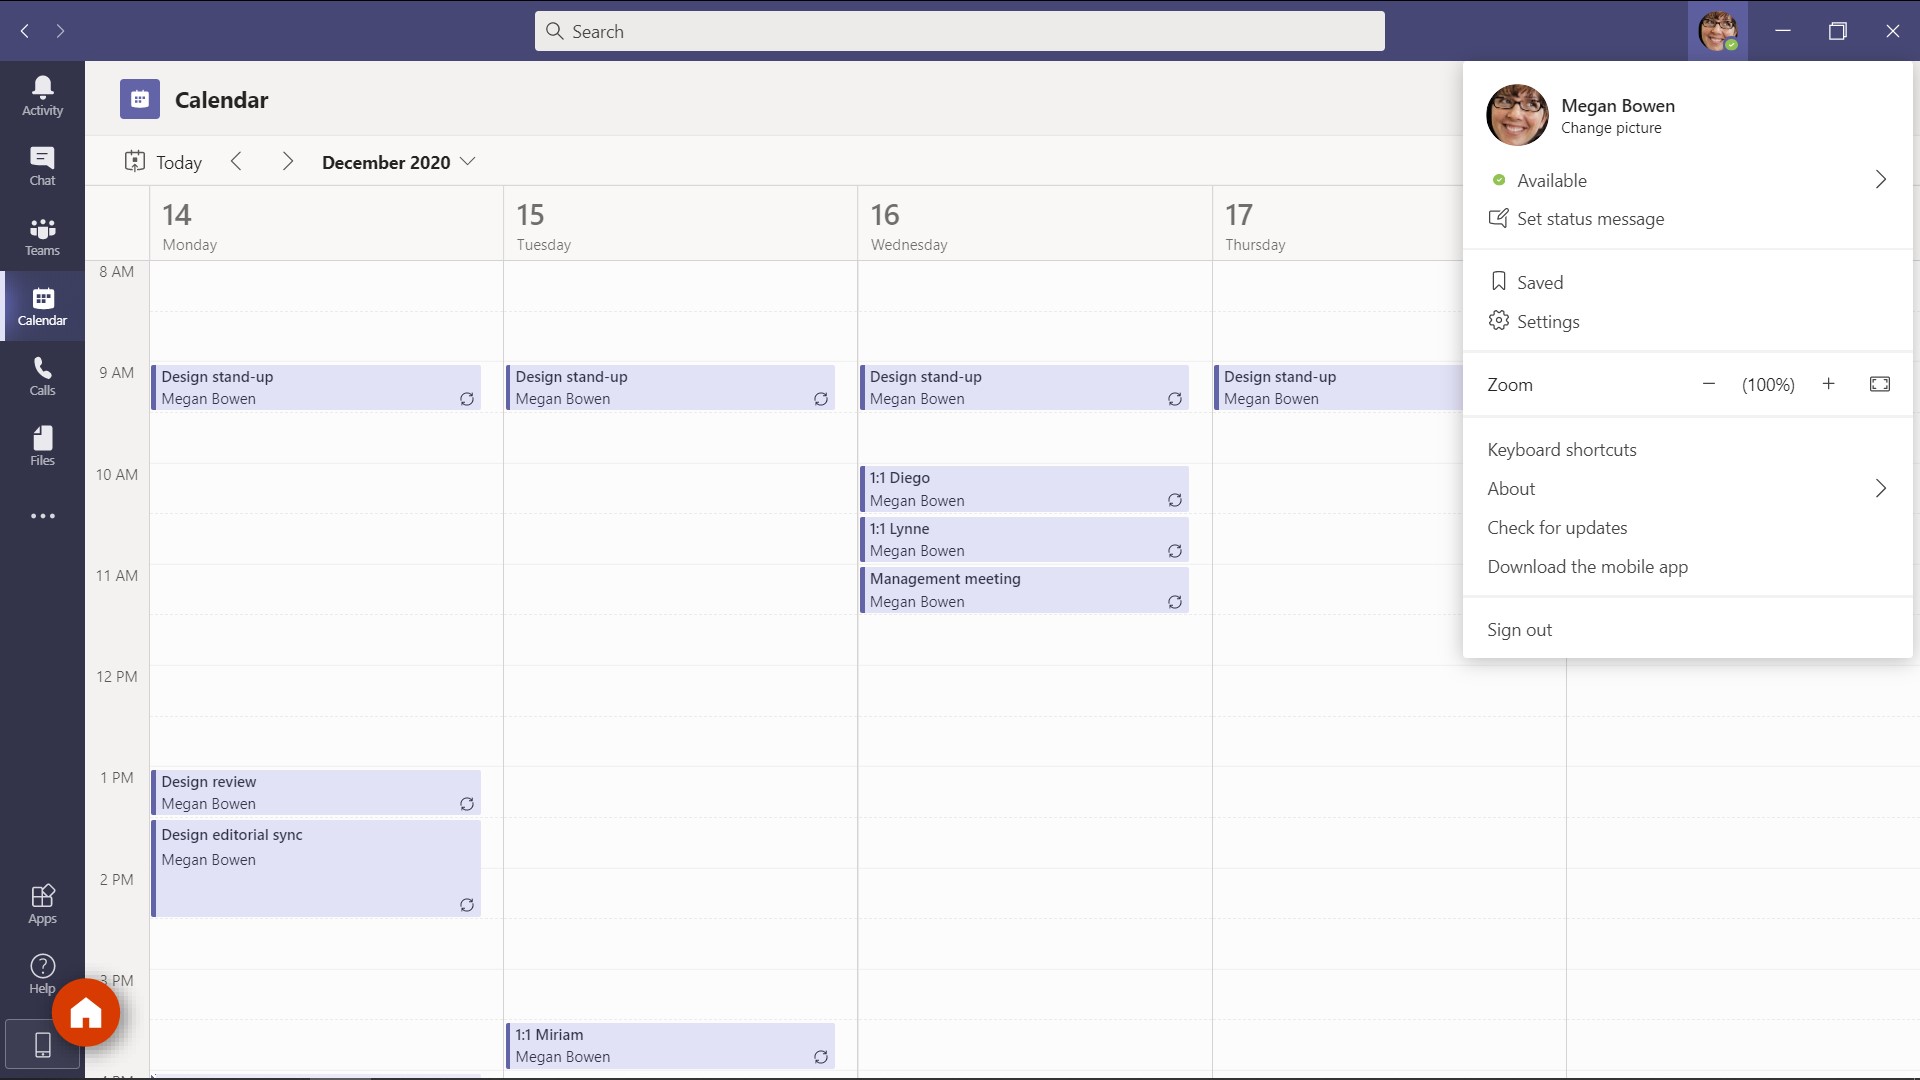 Search
Activity
Chat
Teams
Calendar
Calls
Files
Apps
Help
Calendar
Today
December 2020
14
Monday
15
Tuesday
16
Wednesday
17
Thursday
8 AM
9 AM
10 AM
11 AM
12 PM
1 PM
2 PM
3 PM
Design stand-up
Megan Bowen
Design review
Megan Bowen
Design editorial sync
Megan Bowen
Design stand-up
Megan Bowen
1:1 Miriam
Megan Bowen
Design stand-up
Megan Bowen
1:1 Diego
Megan Bowen
1:1 Lynne
Megan Bowen
Management meeting
Megan Bowen
Design stand-up
Megan Bowen
Megan Bowen
Change picture
Available
Set status message
Saved
Settings
Zoom
(100%)
Keyboard shortcuts
About
Check for updates
Download the mobile app
Sign out